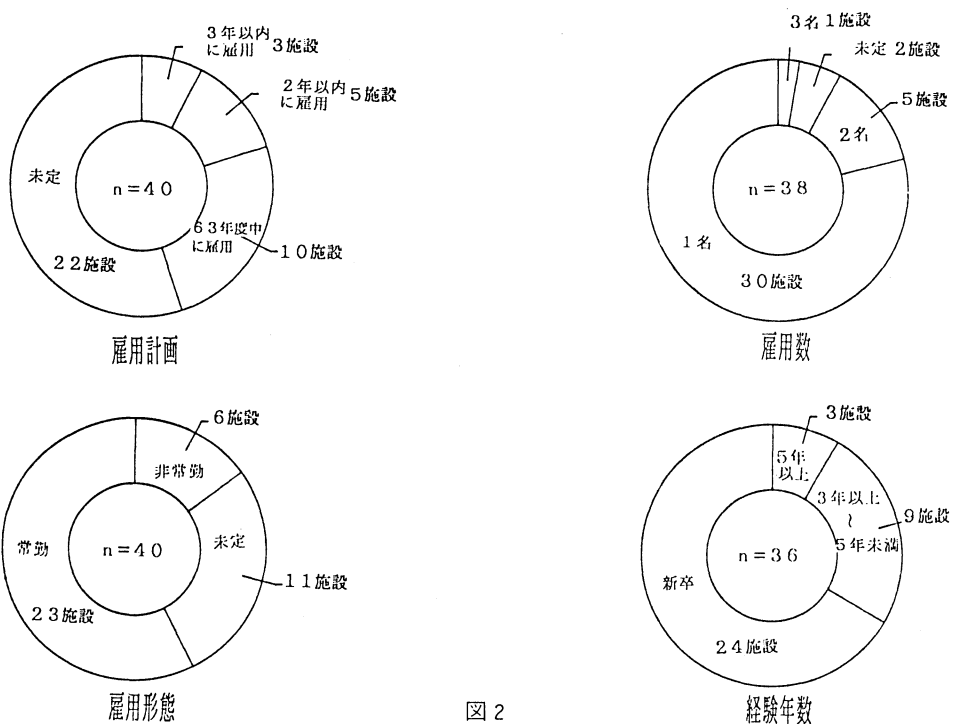 3年以内
に雇用
3施設
2年以内
に雇用
5施設
未定
n=40
63年度中
に雇用
10施設
22施設
雇用計画
3名 1施設
未定 2施設
5施設
2名
n=38
1名
30施設
雇用数
6施設
非常勤
常勤
n=40
未定
11施設
23施設
雇用形態
3施設
5年
以上
3年以上
~
5年未満
9施設
n=36
新卒
24施設
経験年数
図2